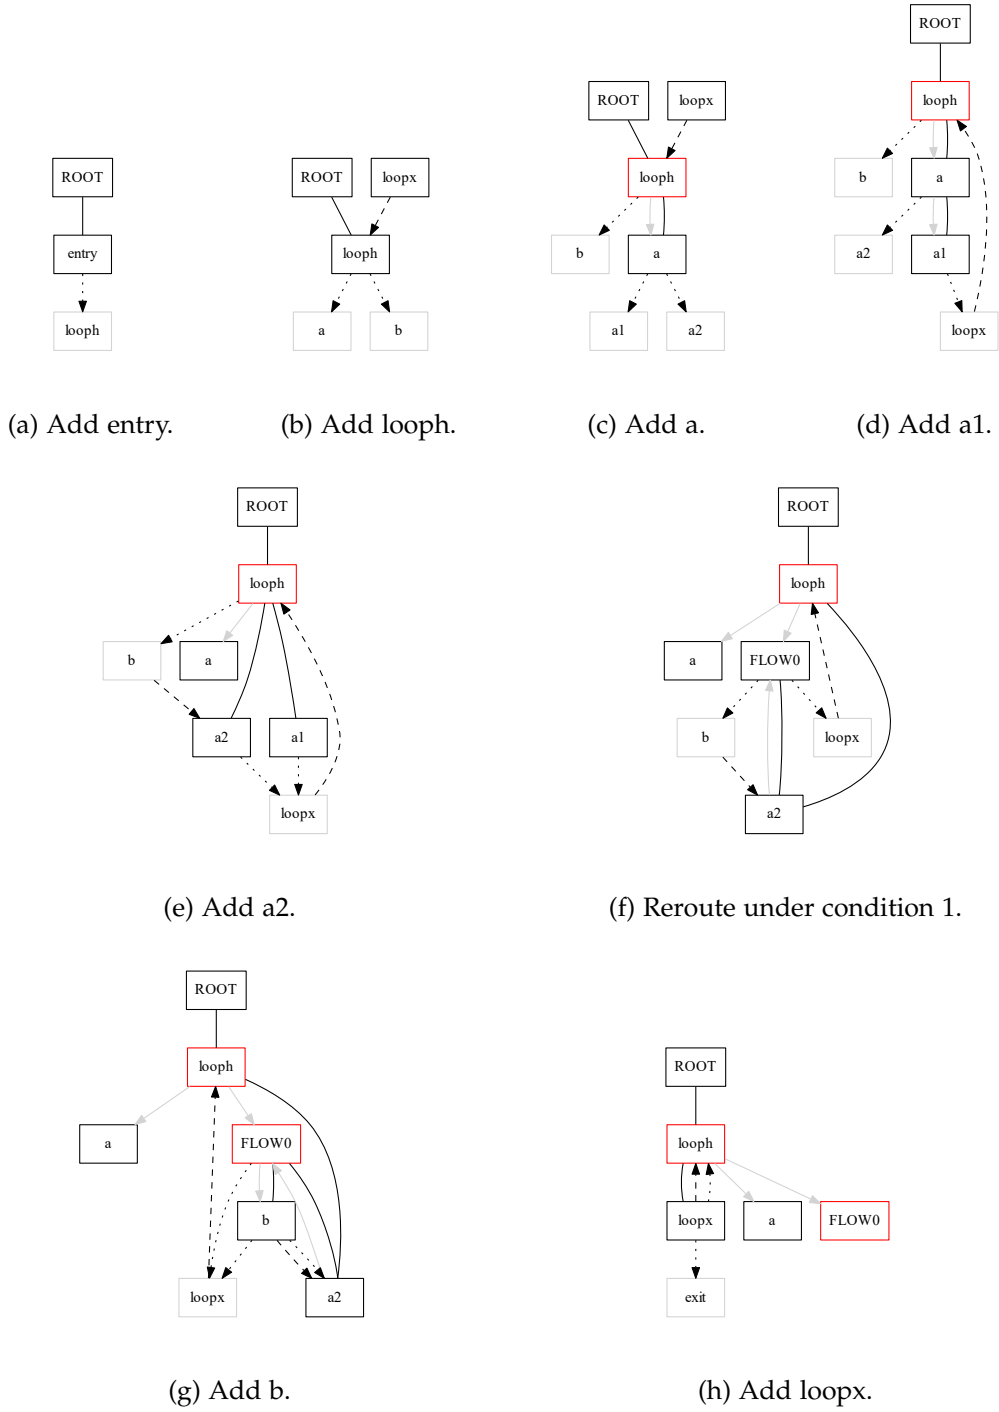 ROOT
entry
looph
(a) Add entry.
ROOT
loopx
looph
a
b
(b) Add looph.
ROOT
loopx
looph
b
a
a1
a2
(c) Add a.
ROOT
looph
b
a
a2
a1
loopx
(d) Add a1.
ROOT
looph
b
a
a2
a1
loopx
(e) Add a2.
ROOT
looph
a
FLOW0
b
loopx
a2
(f) Reroute under condition 1.
ROOT
looph
a
FLOW0
b
loopx
a2
(g) Add b.
ROOT
looph
loopx
a
FLOW0
exit
(h) Add loopx.